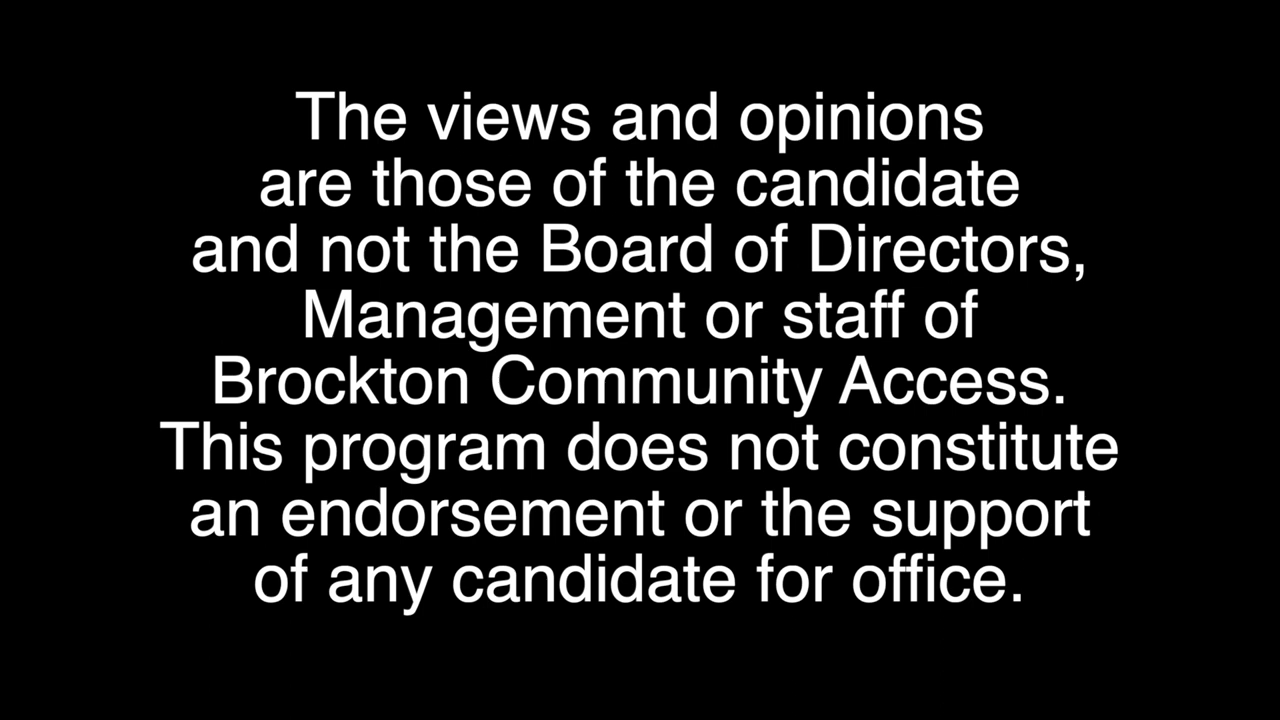 The views and opinions
are those of the candidate
and not the Board of Directors,
Management or staff of
Brockton Community Access.
This program does not constitute
an endorsement or the support
of any candidate for office.